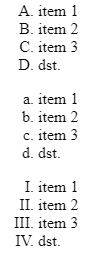 A. item 1
B. item 2
C. item 3
D. dst.
a. item 1
b. item 2
c. item 3
d. dst.
I. item 1
II. item 2
III. item 3
IV. dst.